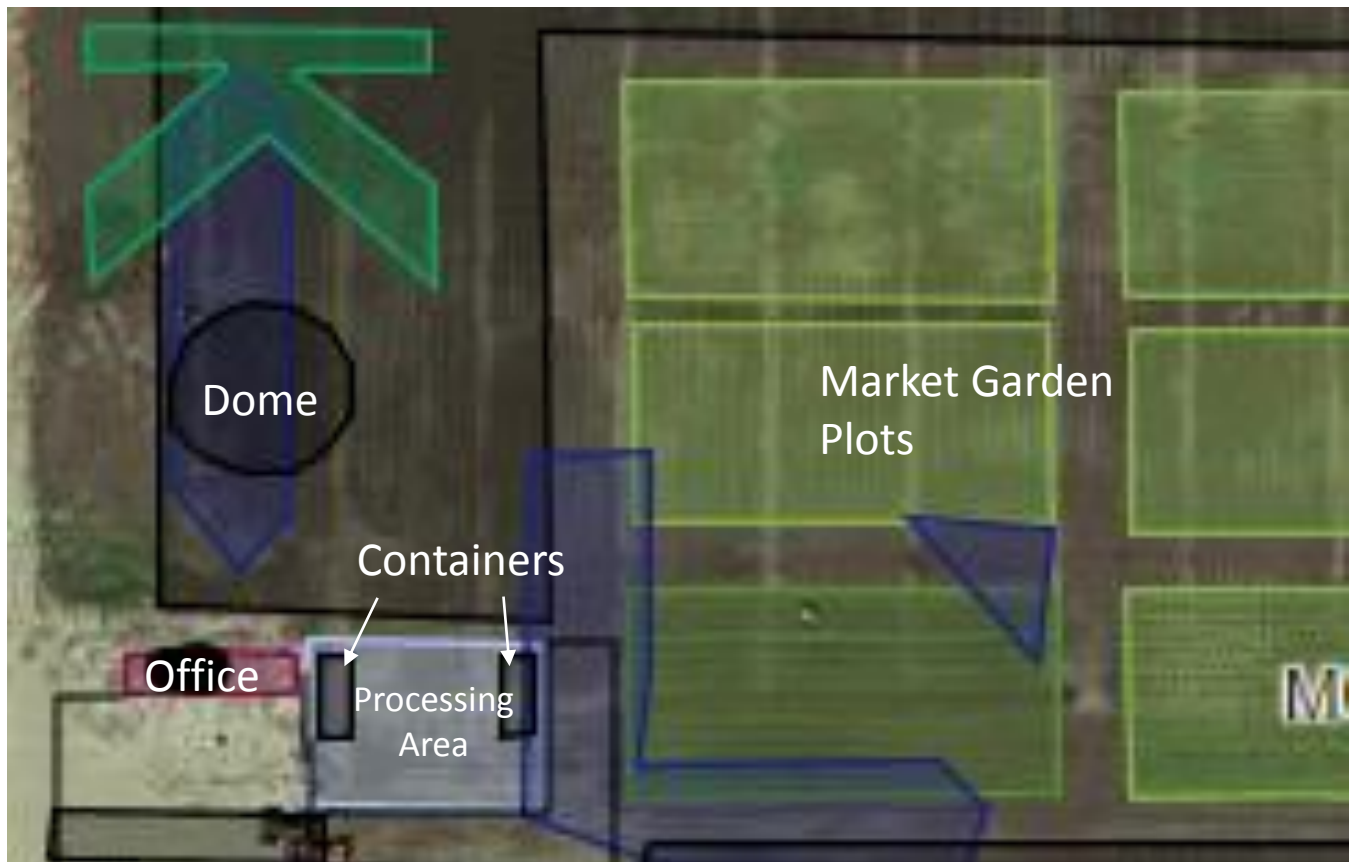 Dome
Market Garden
Plots
Containers
Office
Processing
Area
M